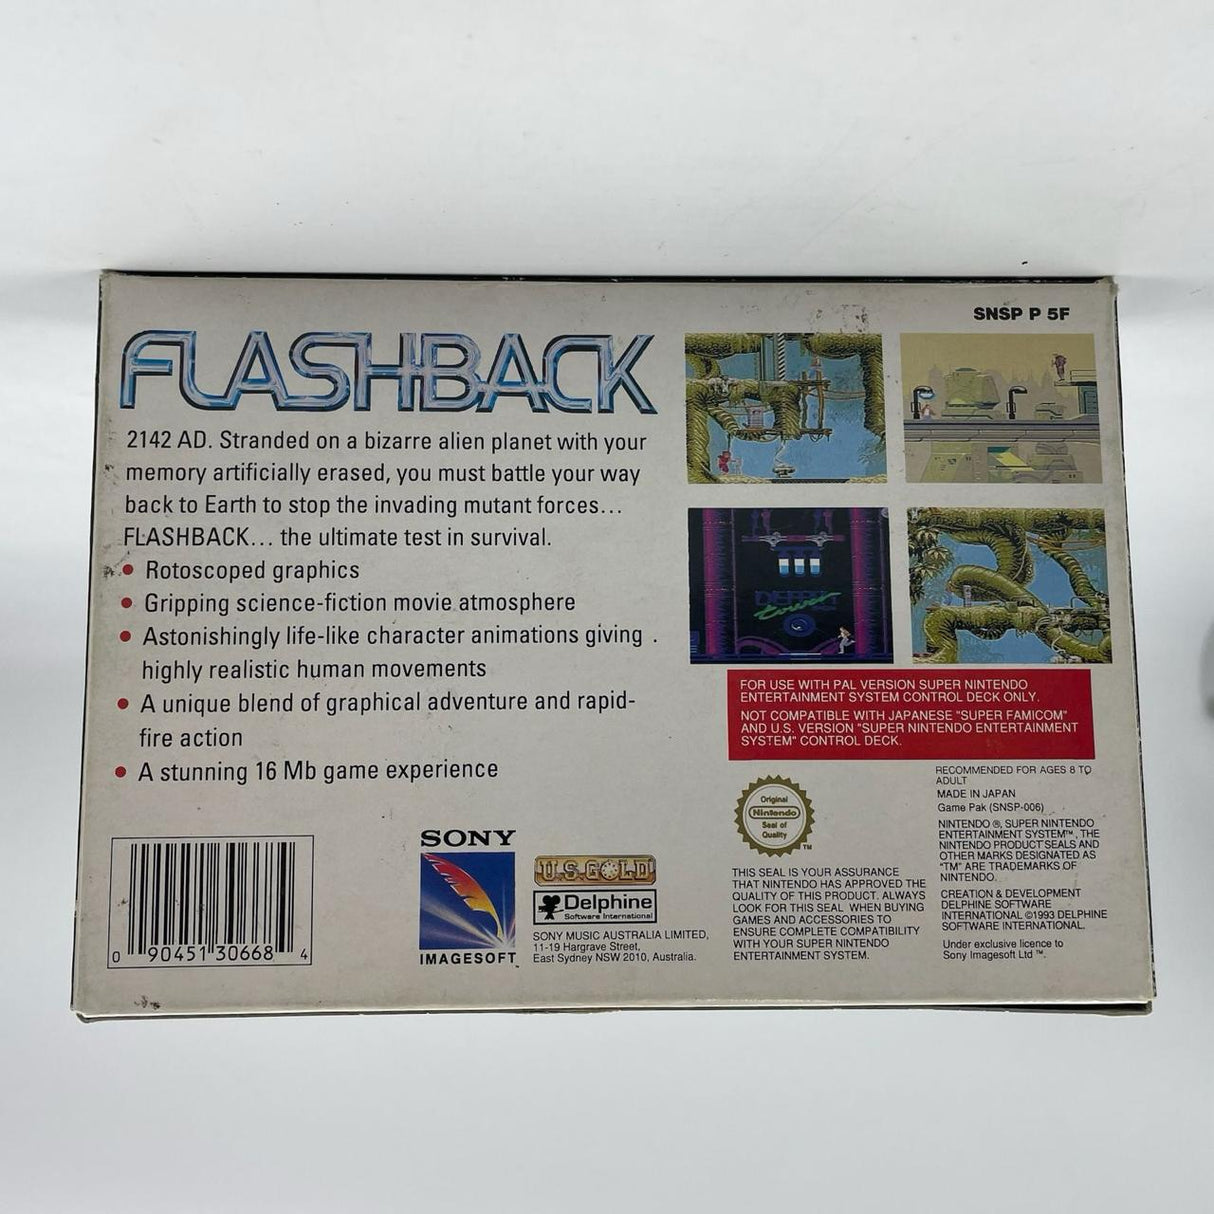 SNSP P 5F
FLASHBACK
2142 AD. Stranded on a bizarre alien planet with your
memory artificially erased, you must battle your way
back to Earth to stop the invading mutant forces...
FLASHBACK... the ultimate test in survival.
• Rotoscoped graphics
• Gripping science-fiction movie atmosphere
• Astonishingly life-like character animations giving
highly realistic human movements
• A unique blend of graphical adventure and rapid-
fire action
• A stunning 16 Mb game experience
tower
FOR USE WITH PAL VERSION SUPER NINTENDO
ENTERTAINMENT SYSTEM CONTROL DECK ONLY.
NOT COMPATIBLE WITH JAPANESE "SUPER FAMICOM"
AND U.S. VERSION "SUPER NINTENDO ENTERTAINMENT
SYSTEM" CONTROL DECK.
0 90451 30668 4
SONY
IMAGESOFT™
U.S. GOLD
Delphine
Software International
SONY MUSIC AUSTRALIA LIMITED,
11-19 Hargrave Street,
East Sydney NSW 2010, Australia.
Original
Nintendo
Seal of
Quality
TM
THIS SEAL IS YOUR ASSURANCE
THAT NINTENDO HAS APPROVED THE
QUALITY OF THIS PRODUCT. ALWAYS
LOOK FOR THIS SEAL WHEN BUYING
GAMES AND ACCESSORIES TO
ENSURE COMPLETE COMPATIBILITY
WITH YOUR SUPER NINTENDO
ENTERTAINMENT SYSTEM.
RECOMMENDED FOR AGES 8 TO
ADULT
MADE IN JAPAN
Game Pak (SNSP-006)
NINTENDO ®, SUPER NINTENDO
ENTERTAINMENT SYSTEM™, THE
NINTENDO PRODUCT SEALS AND
OTHER MARKS DESIGNATED AS
"TM" ARE TRADEMARKS OF
NINTENDO.
CREATION & DEVELOPMENT
DELPHINE SOFTWARE
INTERNATIONAL ©1993 DELPHINE
SOFTWARE INTERNATIONAL.
Under exclusive licence to
Sony Imagesoft Ltd ™.